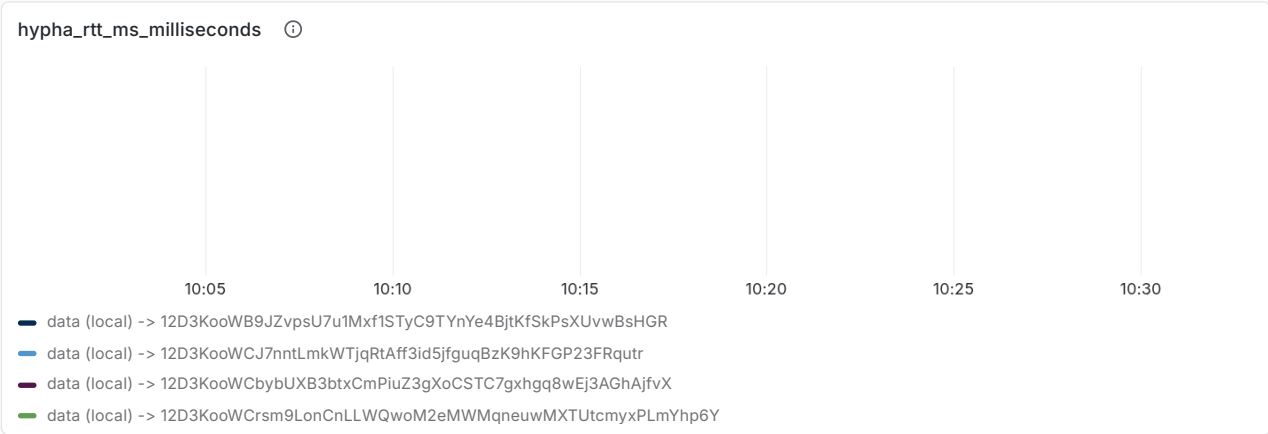 hypha_rtt_ms_milliseconds
10:05 10:10 10:15 10:20 10:25 10:30
data (local) -> 12D3KooWB9JZvpsU7u1Mxf1STyC9TYnYe4BjtKfSkPsXUvwBsHGR
data (local) -> 12D3KooWCJ7nntLmkWTjqRtAff3id5jfguqBzK9hKFGP23FRqutr
data (local) -> 12D3KooWCbybUXB3btxCmPiuZ3gXoCSTC7gxhgq8wEj3AGhAjfvX
data (local) -> 12D3KooWCrsm9LonCnLLWQwoM2eMWMqneuwMXTUtcmyxPLmYhp6Y